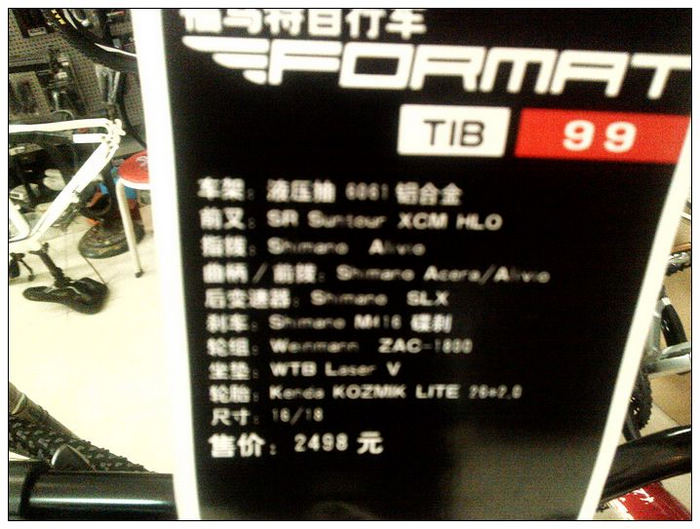 福马特自行车
FORMAT
TIB 99
车架: 液压抽 6061 铝合金
前叉: SR Suntour XCM HLO
指拨: Shimano Alivio
曲柄/前拨: Shimano Acera/Alivio
后变速器: Shimano SLX
刹车: Shimano M416 碟刹
轮组: Weinmann ZAC-1800
坐垫: WTB Laser V
轮胎: Kenda KOZMIK LITE 26*2.0
尺寸: 16/18
售价: 2498 元